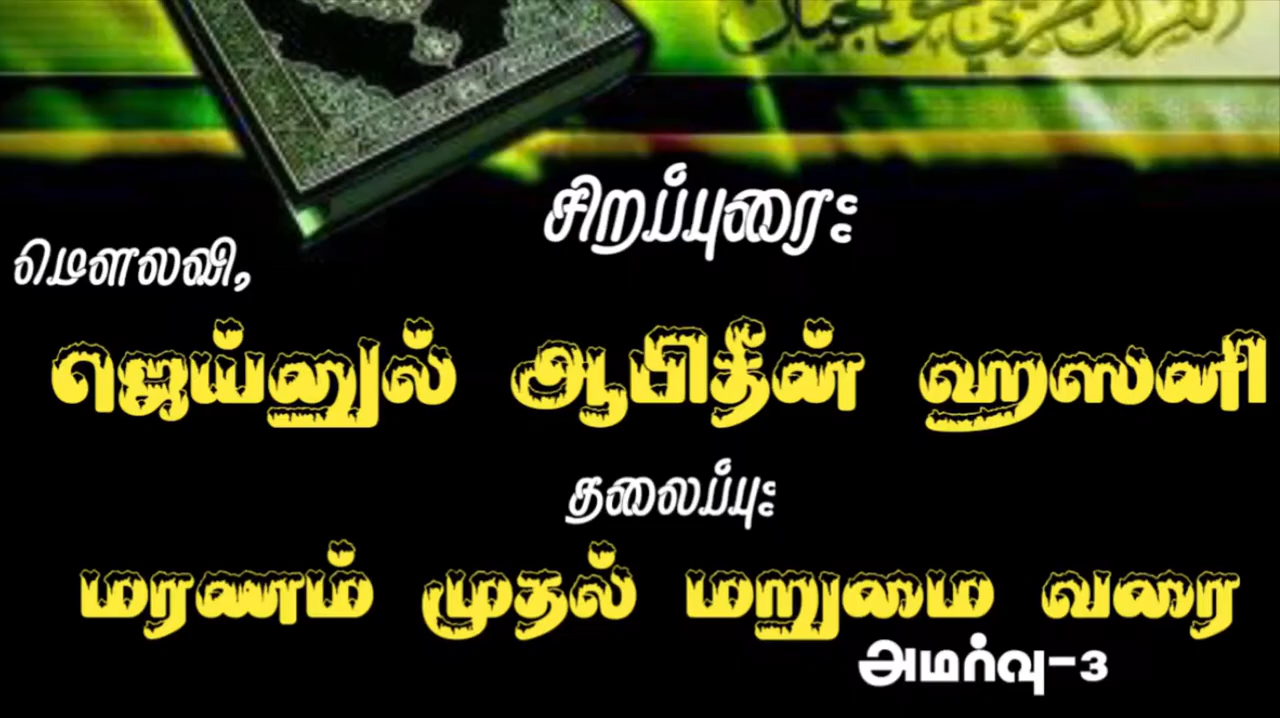 சிறப்புரை:
மௌலவி,
ஜெய்னுல் ஆபிதீன் ஹஸனி
தலைப்பு:
மரணம் முதல் மறுமை வரை
அமர்வு-3